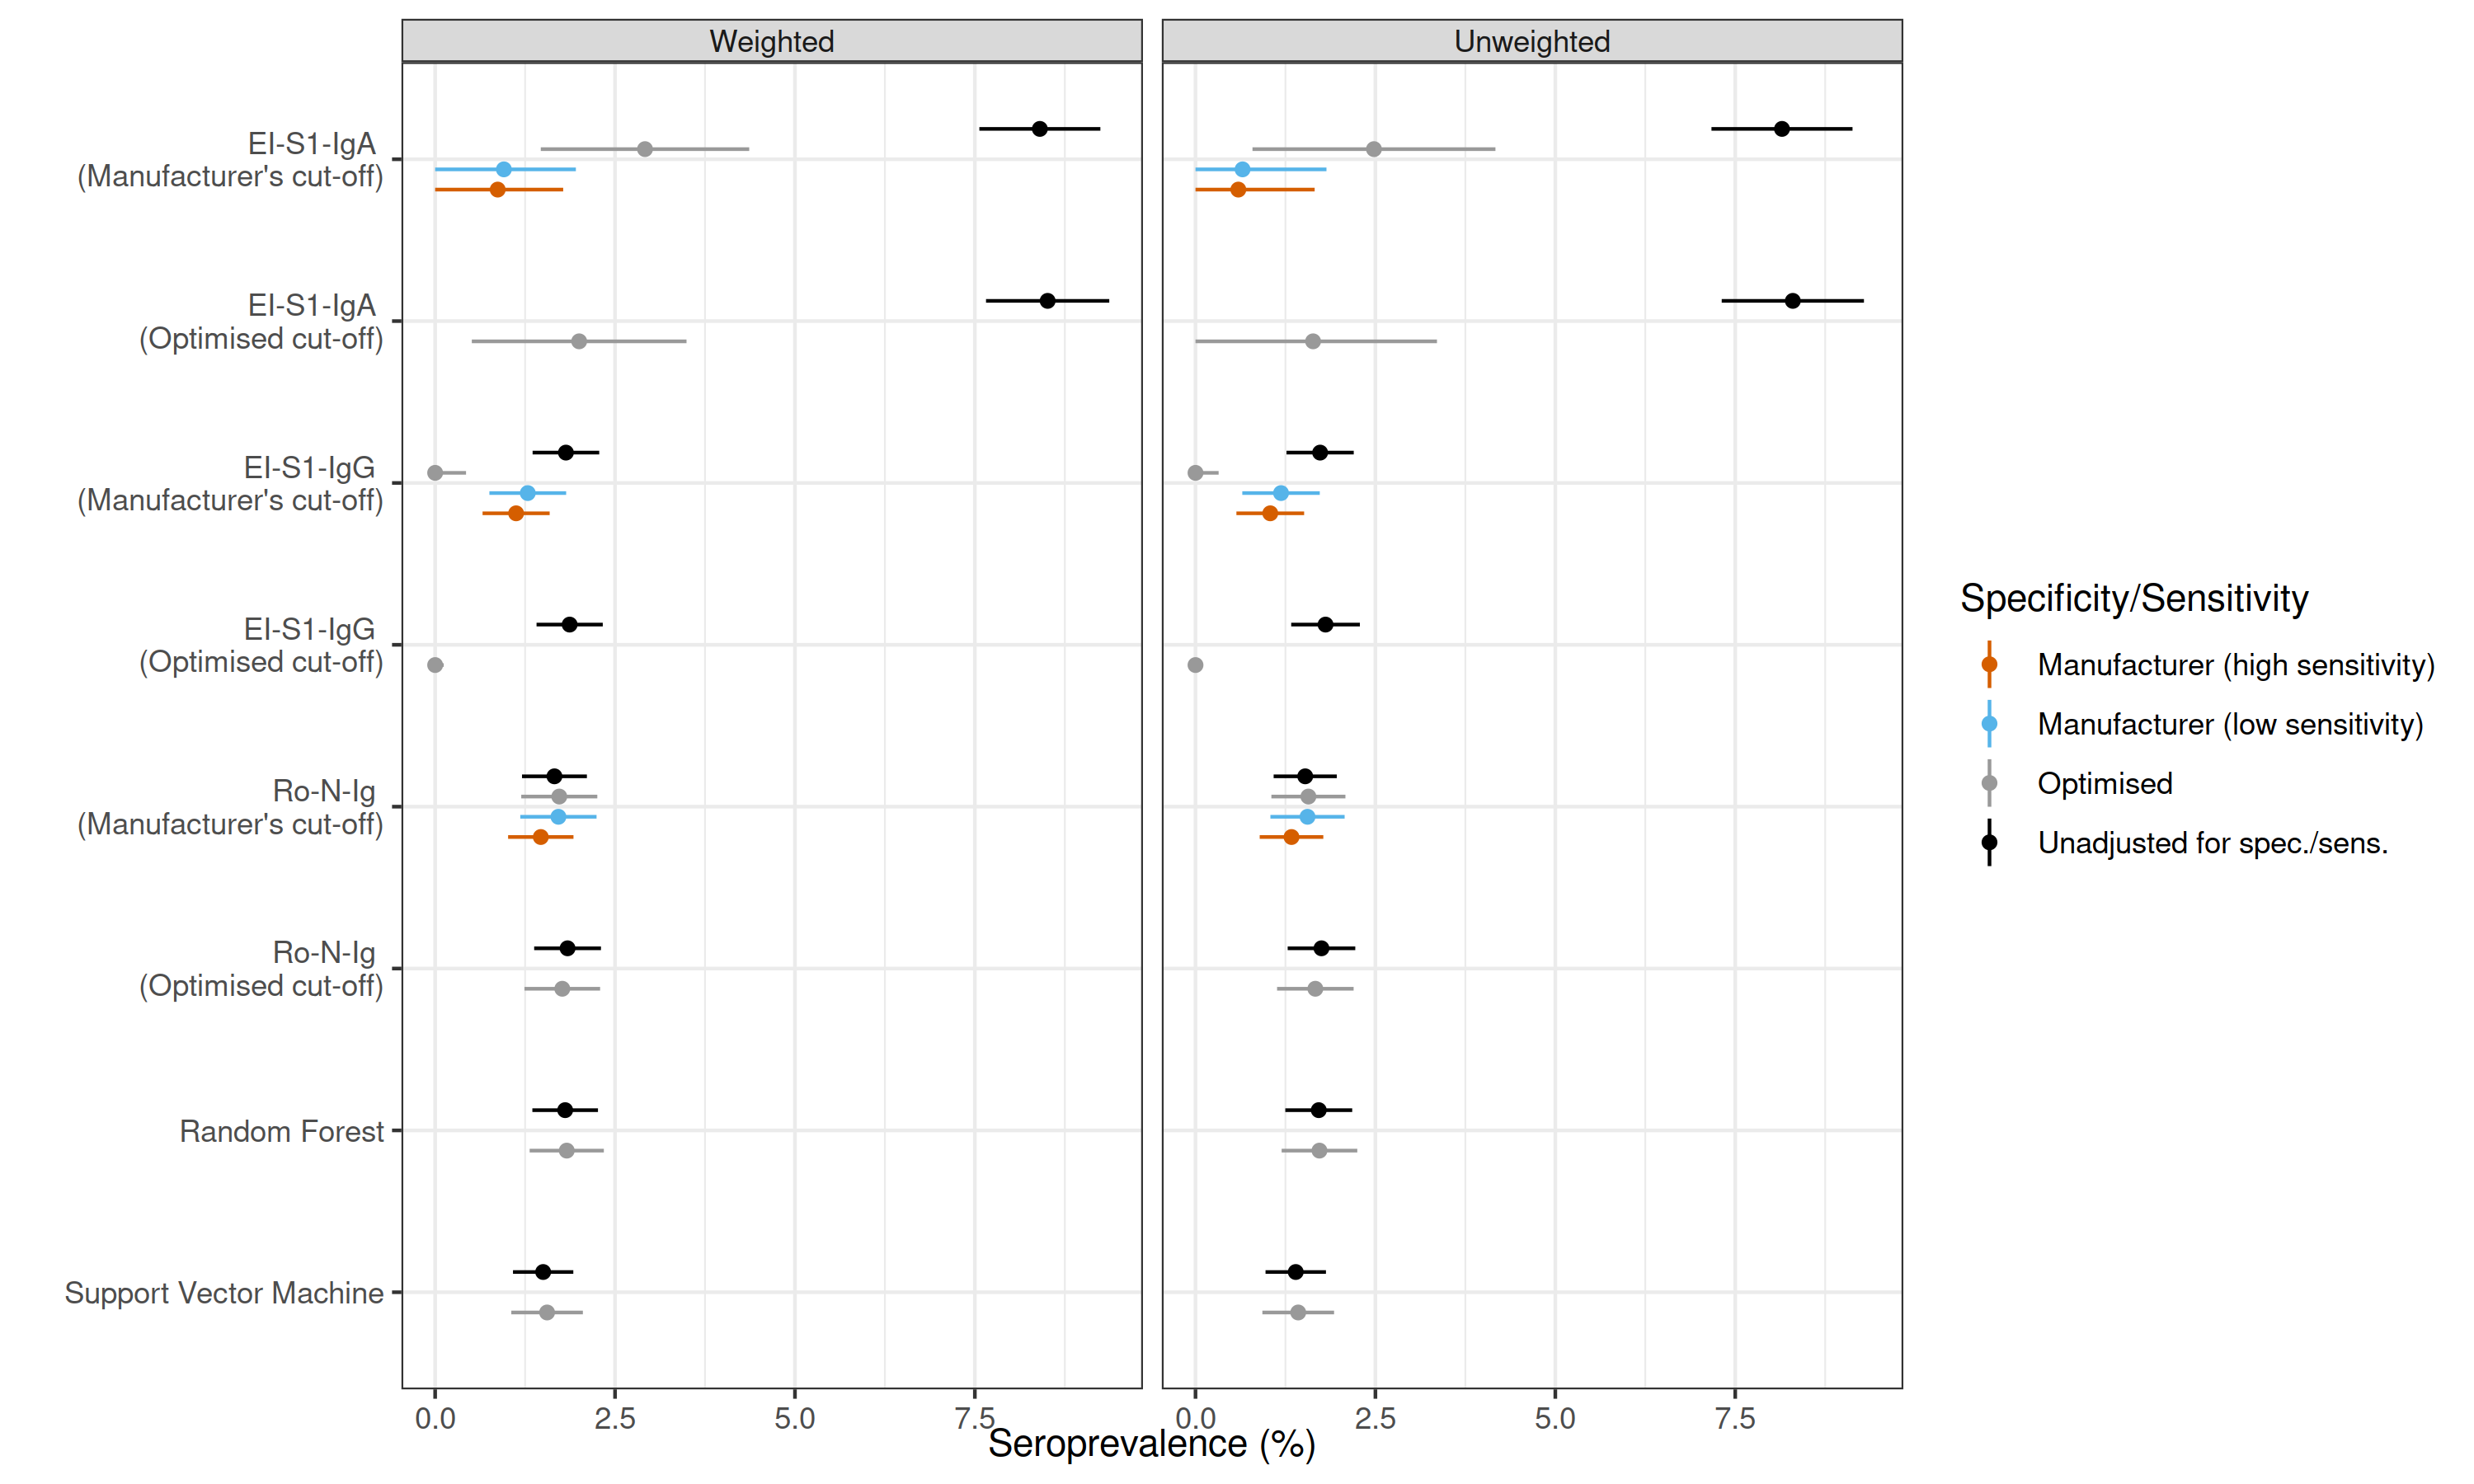 Weighted
Unweighted
EI-S1-IgA
(Manufacturer's cut-off)
EI-S1-IgA
(Optimised cut-off)
EI-S1-IgG
(Manufacturer's cut-off)
EI-S1-IgG
(Optimised cut-off)
Ro-N-Ig
(Manufacturer's cut-off)
Ro-N-Ig
(Optimised cut-off)
Random Forest
Support Vector Machine
0.0 2.5 5.0 7.5
0.0 2.5 5.0 7.5
Seroprevalence (%)
Specificity/Sensitivity
Manufacturer (high sensitivity)
Manufacturer (low sensitivity)
Optimised
Unadjusted for spec./sens.